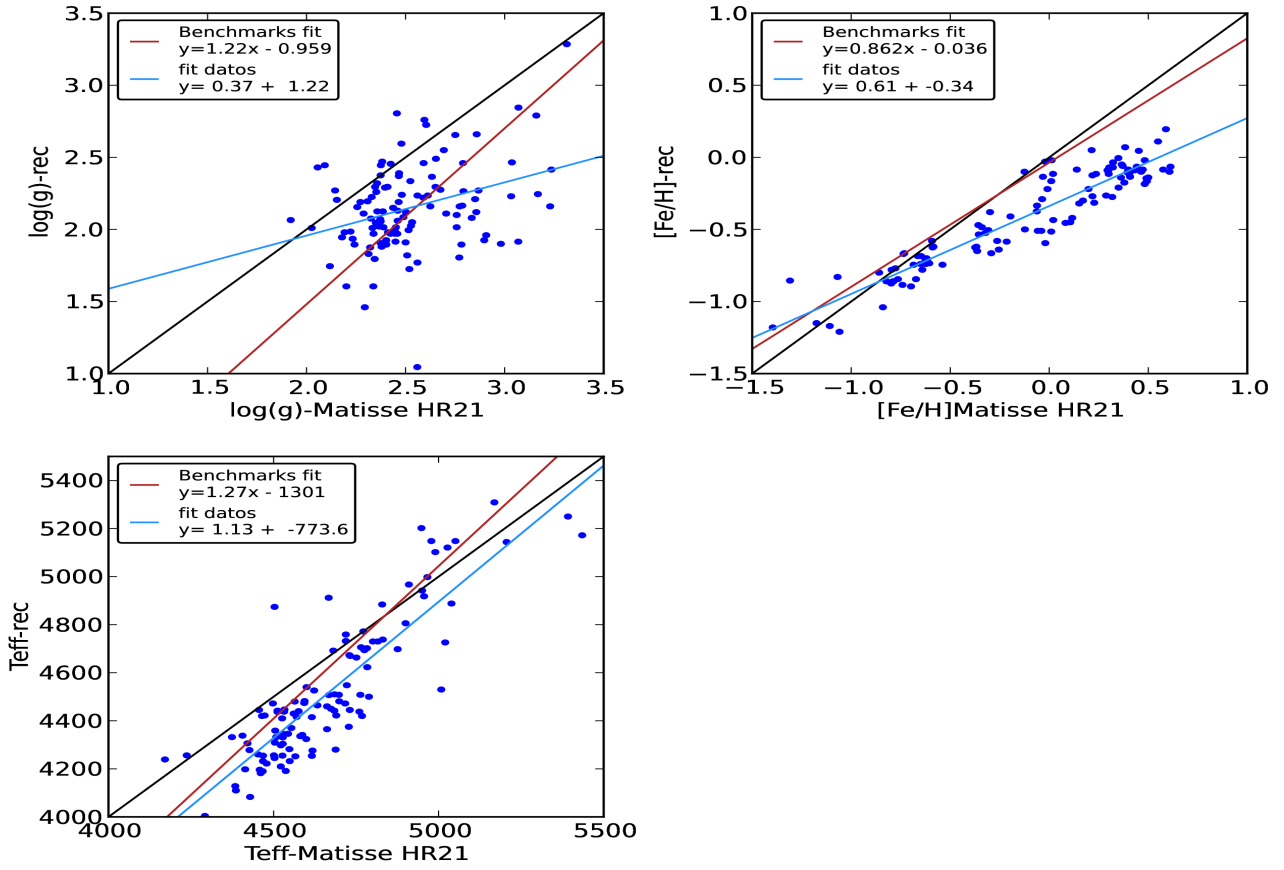 3.5
3.0
2.5
2.0
1.5
1.0
1.0 1.5 2.0 2.5 3.0 3.5
log(g)-rec
log(g)-Matisse HR21
Benchmarks fit
y=1.22x - 0.959
fit datos
y= 0.37 + 1.22
1.0
0.5
0.0
−0.5
−1.0
−1.5
−1.5 −1.0 −0.5 0.0 0.5 1.0
[Fe/H]-rec
[Fe/H]Matisse HR21
Benchmarks fit
y=0.862x - 0.036
fit datos
y= 0.61 + -0.34
5400
5200
5000
4800
4600
4400
4200
4000
4000 4500 5000 5500
Teff-rec
Teff-Matisse HR21
Benchmarks fit
y=1.27x - 1301
fit datos
y= 1.13 + -773.6